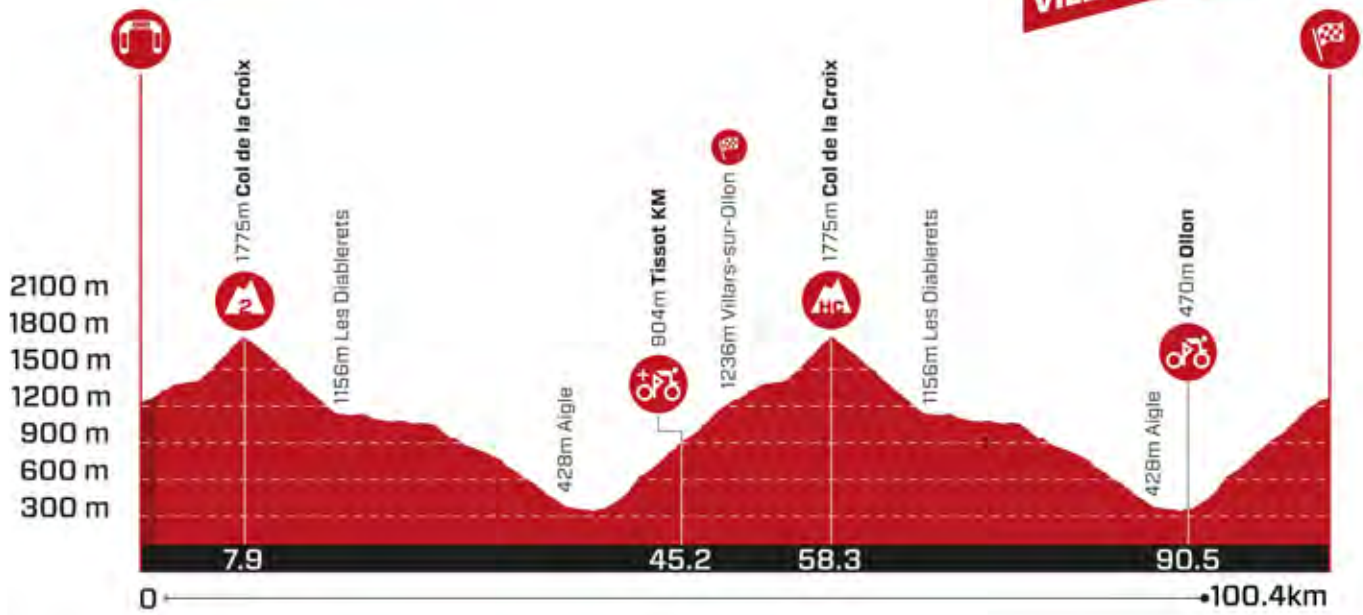 1775m Col de la Croix
1156m Les Diablerets
428m Aigle
904m Tissot KM
1236m Villars-sur-Ollon
1775m Col de la Croix
1156m Les Diablerets
428m Aigle
470m Ollon
2
HC
2100 m
1800 m
1500 m
1200 m
900 m
600 m
300 m
7.9
45.2
58.3
90.5
0
100.4km